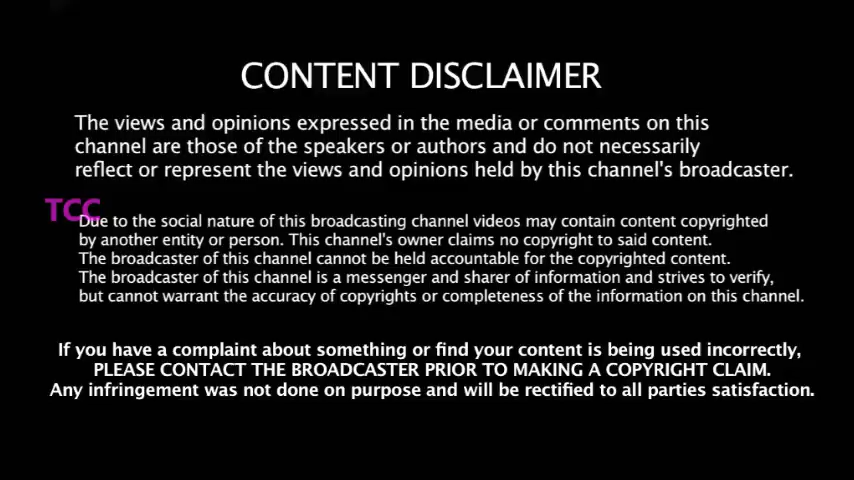 CONTENT DISCLAIMER
The views and opinions expressed in the media or comments on this
channel are those of the speakers or authors and do not necessarily
reflect or represent the views and opinions held by this channel's broadcaster.
TCC
Due to the social nature of this broadcasting channel videos may contain content copyrighted
by another entity or person. This channel's owner claims no copyright to said content.
The broadcaster of this channel cannot be held accountable for the copyrighted content.
The broadcaster of this channel is a messenger and sharer of information and strives to verify,
but cannot warrant the accuracy of copyrights or completeness of the information on this channel.
If you have a complaint about something or find your content is being used incorrectly,
PLEASE CONTACT THE BROADCASTER PRIOR TO MAKING A COPYRIGHT CLAIM.
Any infringement was not done on purpose and will be rectified to all parties satisfaction.